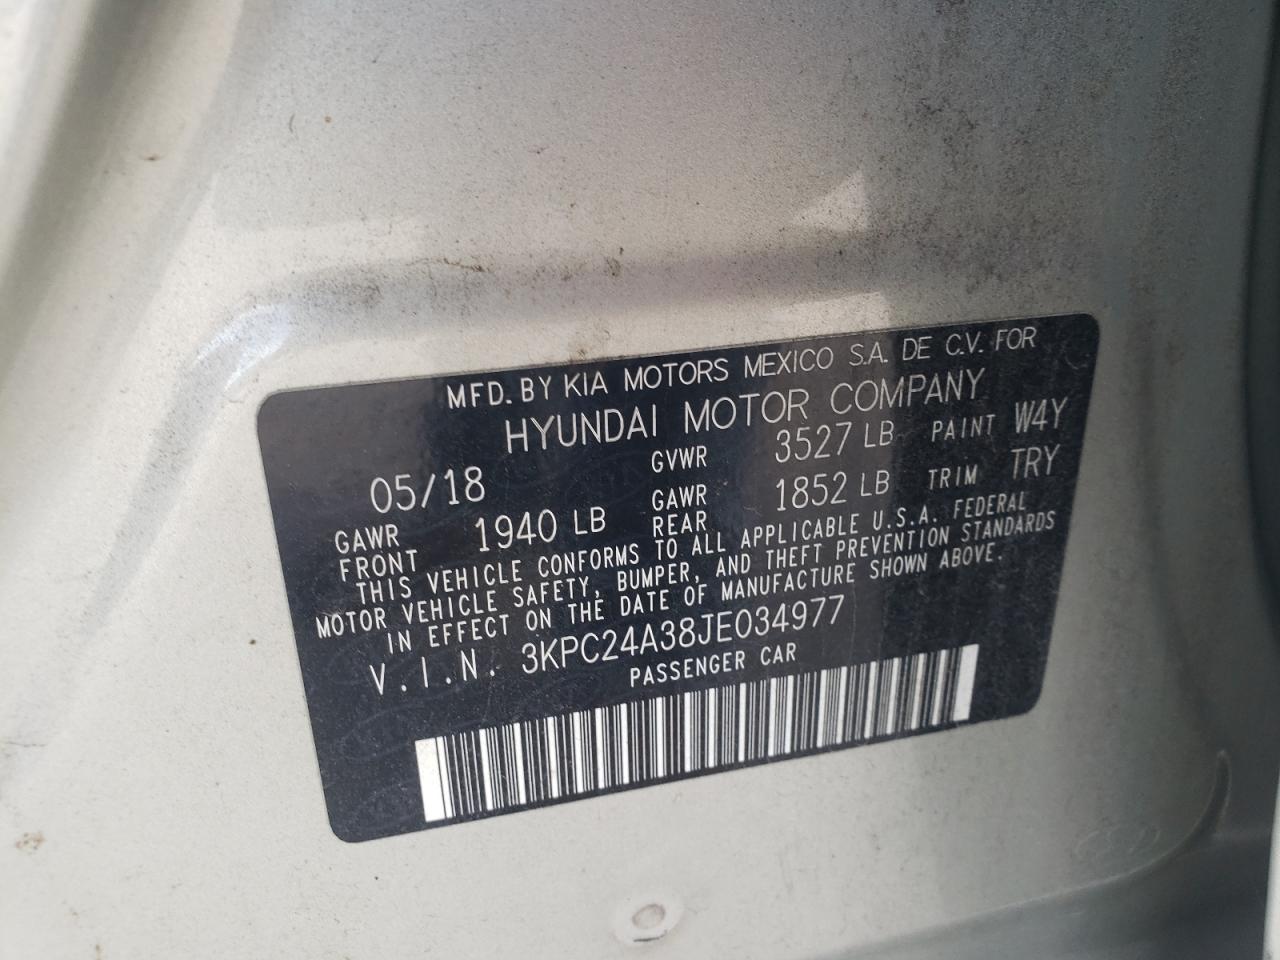 MFD. BY KIA MOTORS MEXICO S.A. DE C.V. FOR
HYUNDAI MOTOR COMPANY
05/18 GVWR 3527 LB PAINT W4Y
GAWR FRONT 1940 LB GAWR REAR 1852 LB TRIM TRY
THIS VEHICLE CONFORMS TO ALL APPLICABLE U.S.A. FEDERAL
MOTOR VEHICLE SAFETY, BUMPER, AND THEFT PREVENTION STANDARDS
IN EFFECT ON THE DATE OF MANUFACTURE SHOWN ABOVE.
V.I.N. 3KPC24A38JE034977
PASSENGER CAR